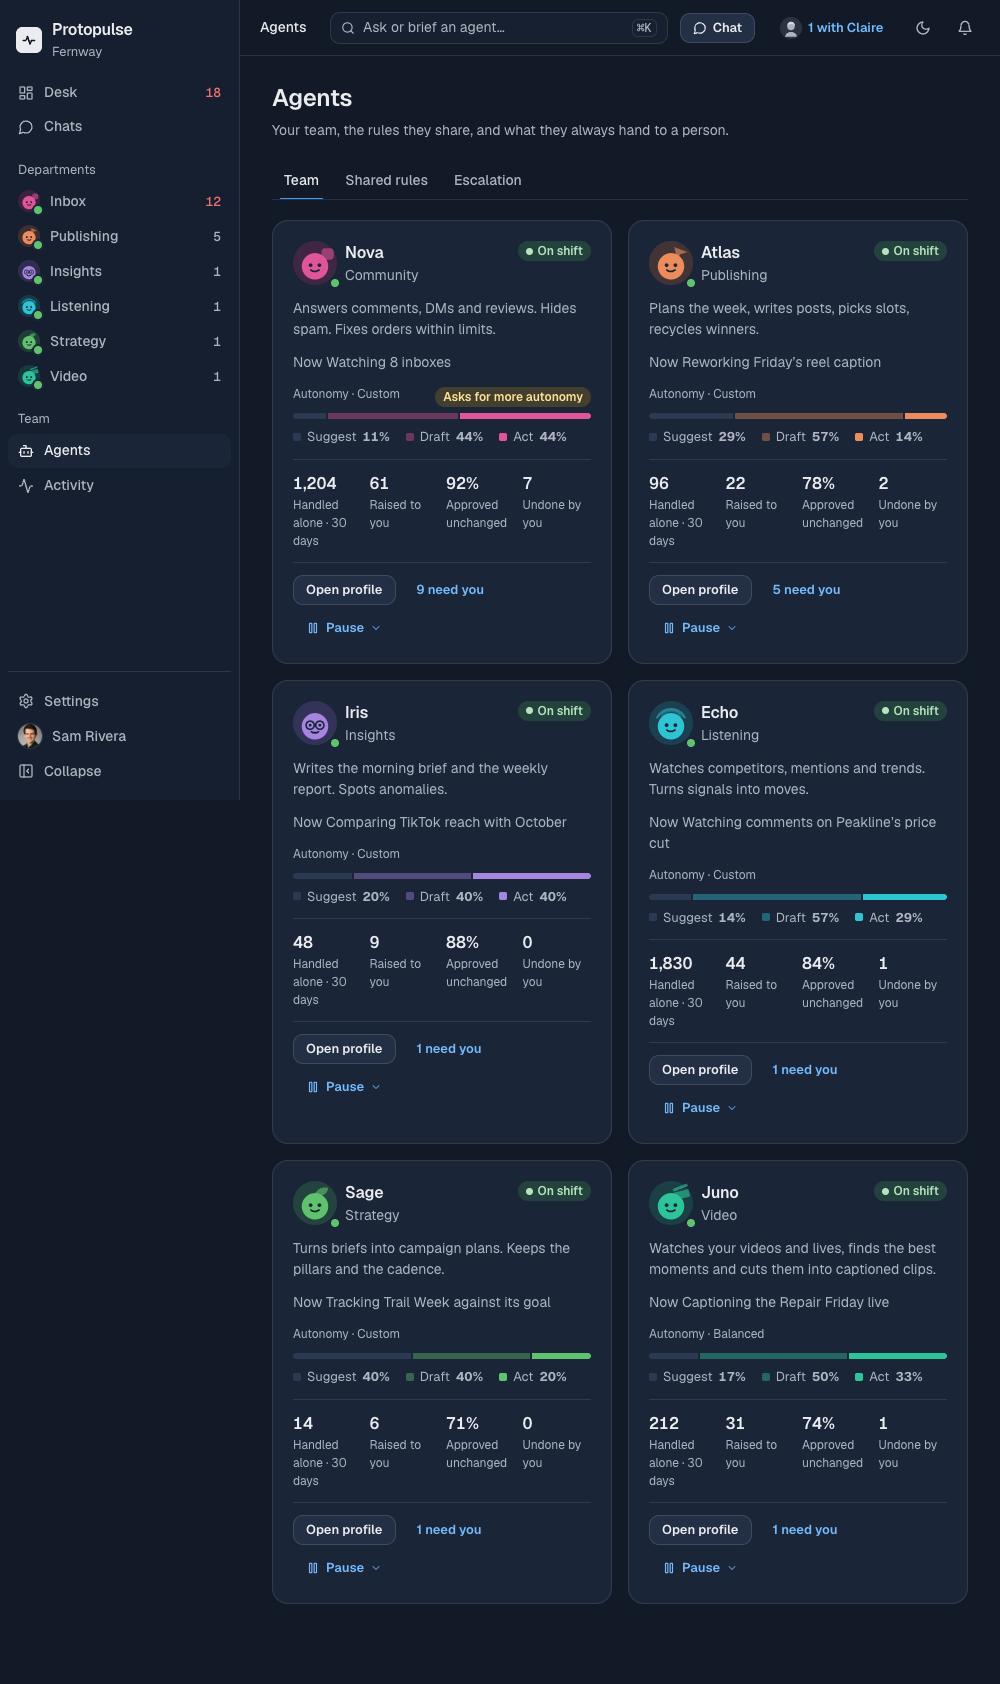 Protopulse
Fernway
Desk 18
Chats
Departments
Inbox 12
Publishing 5
Insights 1
Listening 1
Strategy 1
Video 1
Team
Agents
Activity
Settings
Sam Rivera
Collapse
Agents
Ask or brief an agent…
⌘K
Chat
1 with Claire
Agents
Your team, the rules they share, and what they always hand to a person.
Team
Shared rules
Escalation
Nova
On shift
Community
Answers comments, DMs and reviews. Hides
spam. Fixes orders within limits.
Now Watching 8 inboxes
Autonomy · Custom
Asks for more autonomy
Suggest 11% Draft 44% Act 44%
1,204 61 92% 7
Handled Raised to Approved Undone by
alone · 30 you unchanged you
days
Open profile
9 need you
Pause
Atlas
On shift
Publishing
Plans the week, writes posts, picks slots,
recycles winners.
Now Reworking Friday's reel caption
Autonomy · Custom
Suggest 29% Draft 57% Act 14%
96 22 78% 2
Handled Raised to Approved Undone by
alone · 30 you unchanged you
days
Open profile
5 need you
Pause
Iris
On shift
Insights
Writes the morning brief and the weekly
report. Spots anomalies.
Now Comparing TikTok reach with October
Autonomy · Custom
Suggest 20% Draft 40% Act 40%
48 9 88% 0
Handled Raised to Approved Undone by
alone · 30 you unchanged you
days
Open profile
1 need you
Pause
Echo
On shift
Listening
Watches competitors, mentions and trends.
Turns signals into moves.
Now Watching comments on Peakline's price
cut
Autonomy · Custom
Suggest 14% Draft 57% Act 29%
1,830 44 84% 1
Handled Raised to Approved Undone by
alone · 30 you unchanged you
days
Open profile
1 need you
Pause
Sage
On shift
Strategy
Turns briefs into campaign plans. Keeps the
pillars and the cadence.
Now Tracking Trail Week against its goal
Autonomy · Custom
Suggest 40% Draft 40% Act 20%
14 6 71% 0
Handled Raised to Approved Undone by
alone · 30 you unchanged you
days
Open profile
1 need you
Pause
Juno
On shift
Video
Watches your videos and lives, finds the best
moments and cuts them into captioned clips.
Now Captioning the Repair Friday live
Autonomy · Balanced
Suggest 17% Draft 50% Act 33%
212 31 74% 1
Handled Raised to Approved Undone by
alone · 30 you unchanged you
days
Open profile
1 need you
Pause